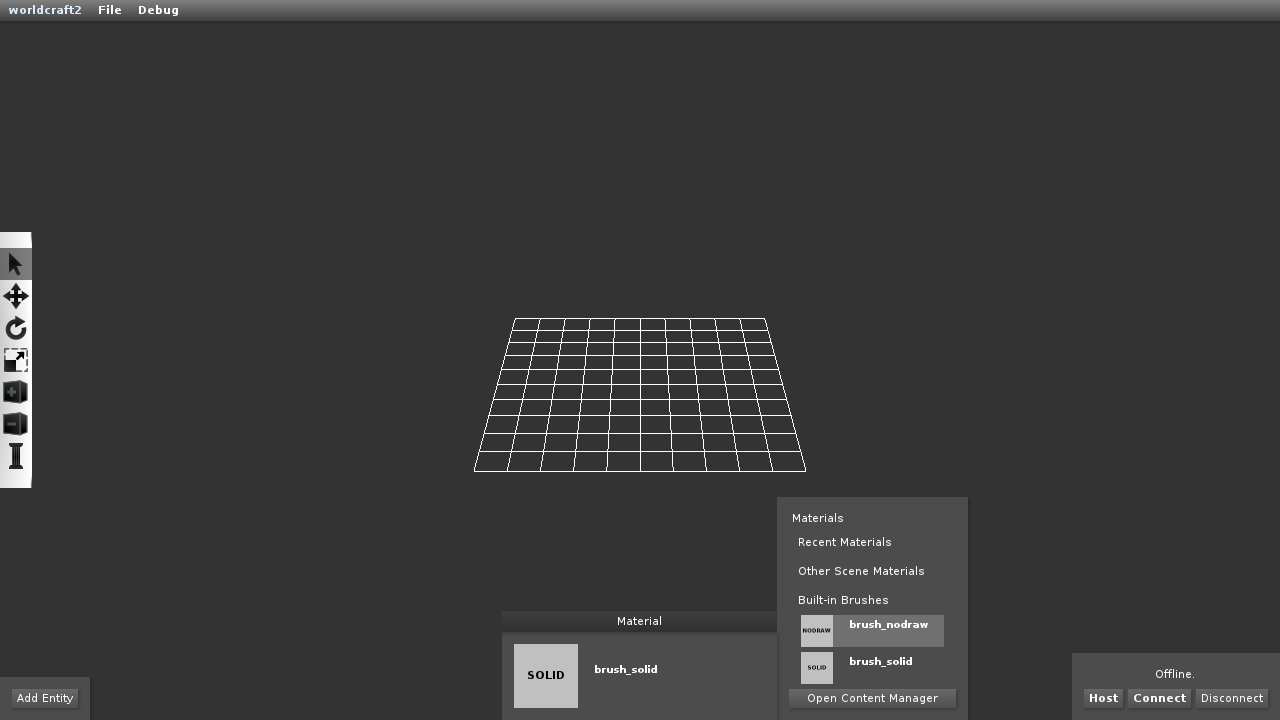 worldcraft2 File Debug
Materials
Recent Materials
Other Scene Materials
Built-in Brushes
NODRAW brush_nodraw
SOLID brush_solid
Open Content Manager
Material
SOLID brush_solid
Add Entity
Offline.
Host Connect Disconnect